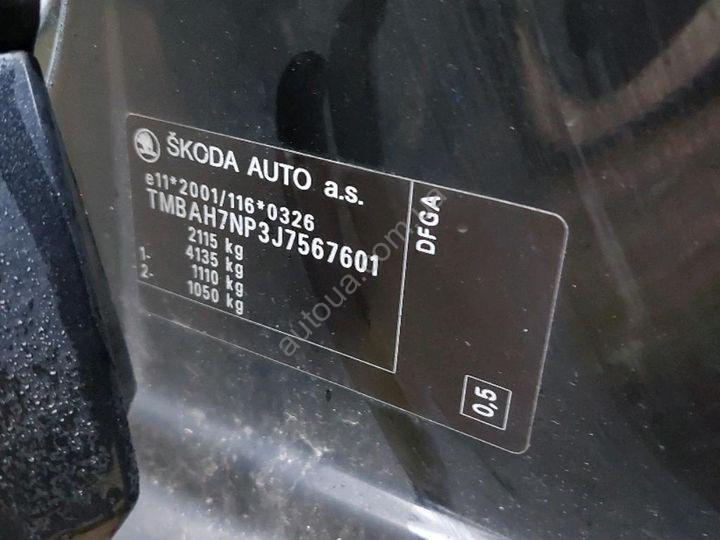 ŠKODA AUTO a.s.
e11*2001/116*0326
TMBAH7NP3J7567601
2115 kg
1- 4135 kg
2- 1110 kg
1050 kg
DFGA
0,5
autoua.com